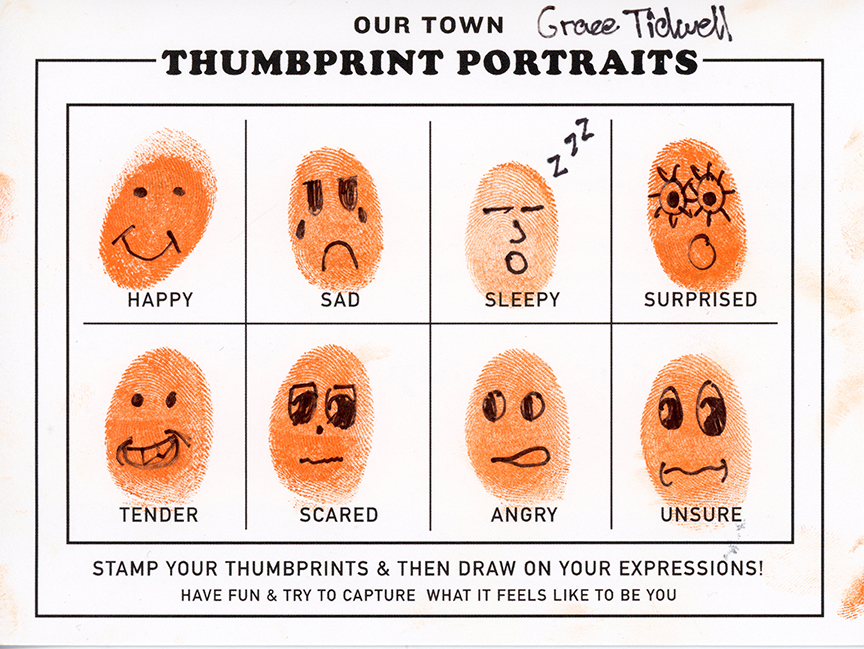 OUR TOWN Grace Tidwell
THUMBPRINT PORTRAITS
zzz
HAPPY SAD SLEEPY SURPRISED
TENDER SCARED ANGRY UNSURE
STAMP YOUR THUMBPRINTS & THEN DRAW ON YOUR EXPRESSIONS!
HAVE FUN & TRY TO CAPTURE WHAT IT FEELS LIKE TO BE YOU